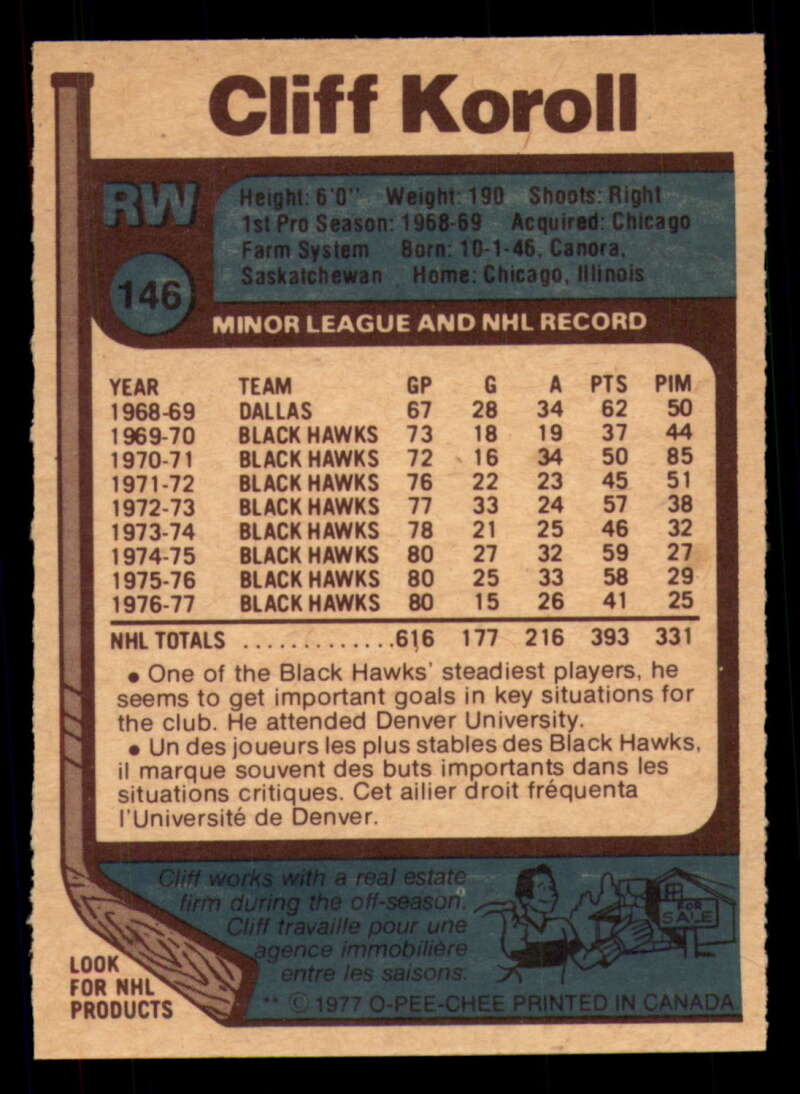 Cliff Koroll
RW
Height: 6'0" Weight: 190 Shoots: Right
1st Pro Season: 1968-69 Acquired: Chicago
Farm System Born: 10-1-46, Canora,
Saskatchewan Home: Chicago, Illinois
146
MINOR LEAGUE AND NHL RECORD
YEAR TEAM GP G A PTS PIM
1968-69 DALLAS 67 28 34 62 50
1969-70 BLACK HAWKS 73 18 19 37 44
1970-71 BLACK HAWKS 72 16 34 50 85
1971-72 BLACK HAWKS 76 22 23 45 51
1972-73 BLACK HAWKS 77 33 24 57 38
1973-74 BLACK HAWKS 78 21 25 46 32
1974-75 BLACK HAWKS 80 27 32 59 27
1975-76 BLACK HAWKS 80 25 33 58 29
1976-77 BLACK HAWKS 80 15 26 41 25
NHL TOTALS .............616 177 216 393 331
• One of the Black Hawks' steadiest players, he
seems to get important goals in key situations for
the club. He attended Denver University.
• Un des joueurs les plus stables des Black Hawks,
il marque souvent des buts importants dans les
situations critiques. Cet ailier droit fréquenta
l'Université de Denver.
Cliff works with a real estate
firm during the off-season.
Cliff travaille pour une
agence immobilière
entre les saisons.
FOR
SALE
LOOK
FOR NHL
PRODUCTS
** © 1977 O-PEE-CHEE PRINTED IN CANADA